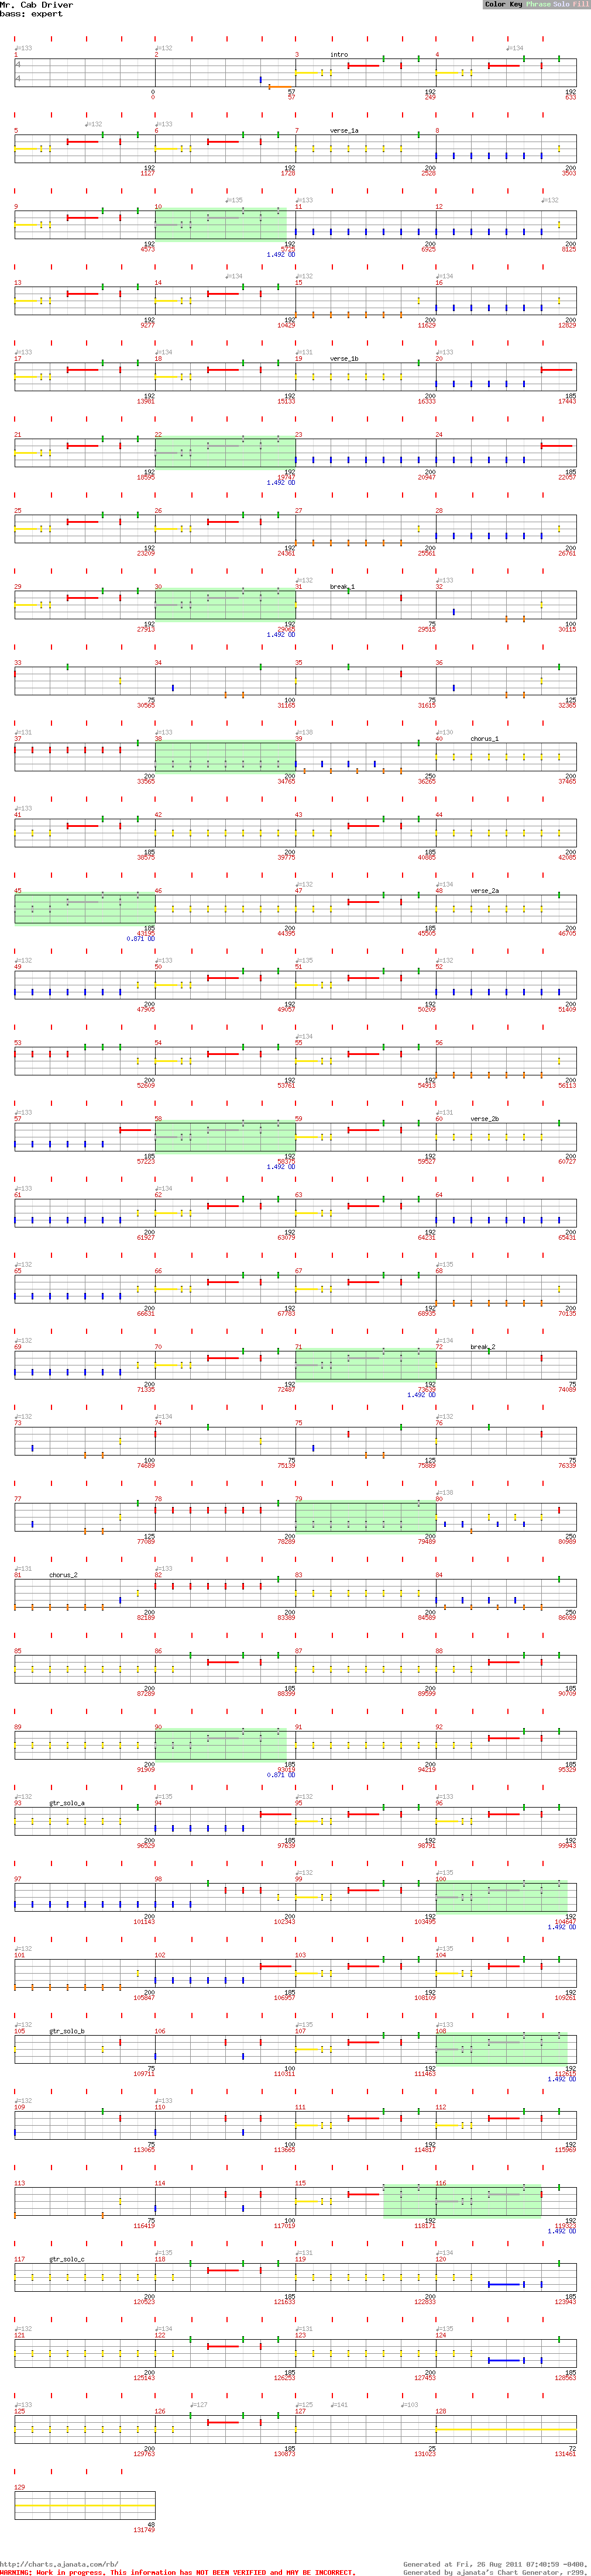 Mr. Cab Driver
bass: expert
Color Key Phrase Solo Fill
♩=133 ♩=132 ♩=134
1 2 3 intro 4
0 57 192 192
0 57 249 633
♩=132 ♩=133
5 6 7 verse_1a 8
192 192 200 200
1127 1728 2528 3503
♩=135 ♩=133 ♩=132
9 10 11 12
1.492 OD
♩=134 ♩=132 ♩=134
13 14 15 16
192 192 200 200
9277 10429 11629 12829
♩=133 ♩=134 ♩=131 ♩=133
17 18 19 verse_1b 20
192 192 200 185
13981 15133 16333 17443
21 22 23 24
192 192 200 185
18595 19747 20947 22057
1.492 OD
25 26 27 28
192 192 200 200
23209 24361 25561 26761
♩=132 ♩=133
29 30 31 break_1 32
192 192 75 100
27913 29065 29515 30115
1.492 OD
33 34 35 36
75 100 75 125
30565 31165 31615 32365
♩=131 ♩=133 ♩=138 ♩=130
37 38 39 40 chorus_1
200 200 250 200
33565 34765 36265 37465
♩=133
41 42 43 44
185 200 185 200
38575 39775 40885 42085
♩=132 ♩=134
45 46 47 48 verse_2a
185 200 185 200
43195 44395 45505 46705
0.871 OD
♩=132 ♩=133 ♩=135 ♩=132
49 50 51 52
200 192 192 200
47905 49057 50209 51409
♩=134
53 54 55 56
200 192 192 200
52609 53761 54913 56113
♩=133 ♩=131
57 58 59 60 verse_2b
185 192 192 200
57223 58375 59527 60727
1.492 OD
♩=133 ♩=134
61 62 63 64
200 192 192 200
61927 63079 64231 65431
♩=132 ♩=135
65 66 67 68
200 192 192 200
66631 67783 68935 70135
♩=132 ♩=134
69 70 71 72 break_2
200 192 192 75
71335 72487 73639 74089
1.492 OD
♩=132 ♩=134 ♩=132
73 74 75 76
100 75 125 75
74689 75139 75889 76339
♩=138
77 78 79 80
125 200 200 250
77089 78289 79489 80989
♩=131 ♩=133
81 chorus_2 82 83 84
200 200 200 250
82189 83389 84589 86089
85 86 87 88
200 185 200 185
87289 88399 89599 90709
89 90 91 92
200 185 200 185
91909 93019 94219 95329
0.871 OD
♩=132 ♩=135 ♩=132 ♩=133
93 gtr_solo_a 94 95 96
200 185 192 192
96529 97639 98791 99943
♩=132 ♩=135
97 98 99 100
200 200 192 192
101143 102343 103495 104647
1.492 OD
♩=132 ♩=135
101 102 103 104
200 185 192 192
105847 106957 108109 109261
♩=132 ♩=135 ♩=133
105 gtr_solo_b 106 107 108
75 100 192 192
109711 110311 111463 112615
1.492 OD
♩=132 ♩=133
109 110 111 112
75 100 192 192
113065 113665 114817 115969
113 114 115 116
75 100 192 192
116419 117019 118171 119323
1.492 OD
♩=135 ♩=131 ♩=134
117 gtr_solo_c 118 119 120
200 185 200 185
120523 121633 122833 123943
♩=132 ♩=134 ♩=131 ♩=135
121 122 123 124
200 185 200 185
125143 126253 127453 128563
♩=133 ♩=127 ♩=125 ♩=141 ♩=103
125 126 127 128
200 185 25 72
129763 130873 131023 131461
129
48
131749
http://charts.ajanata.com/rb/
Generated at Fri, 26 Aug 2011 07:40:59 -0400.
WARNING: Work in progress. This information has NOT BEEN VERIFIED and MAY BE INCORRECT.
Generated by ajanata's Chart Generator, r299.